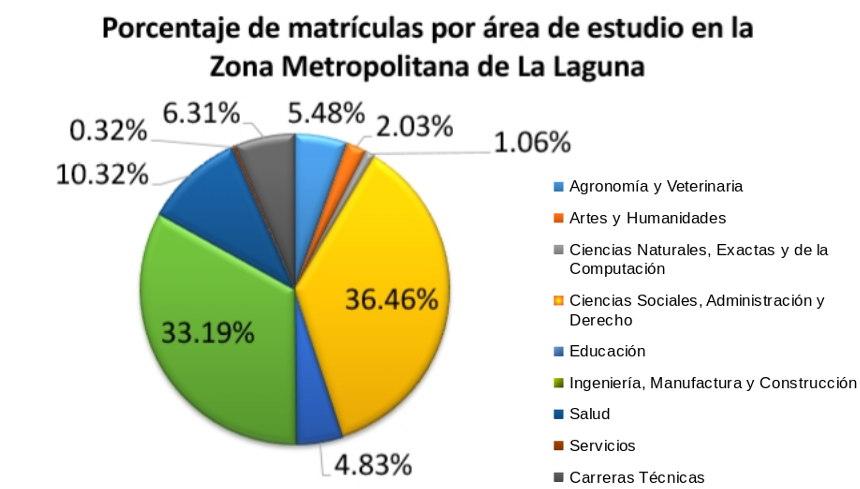 Porcentaje de matrículas por área de estudio en la
Zona Metropolitana de La Laguna
6.31%
5.48%
2.03%
0.32%
1.06%
10.32%
36.46%
33.19%
4.83%
Agronomía y Veterinaria
Artes y Humanidades
Ciencias Naturales, Exactas y de la
Computación
Ciencias Sociales, Administración y
Derecho
Educación
Ingeniería, Manufactura y Construcción
Salud
Servicios
Carreras Técnicas